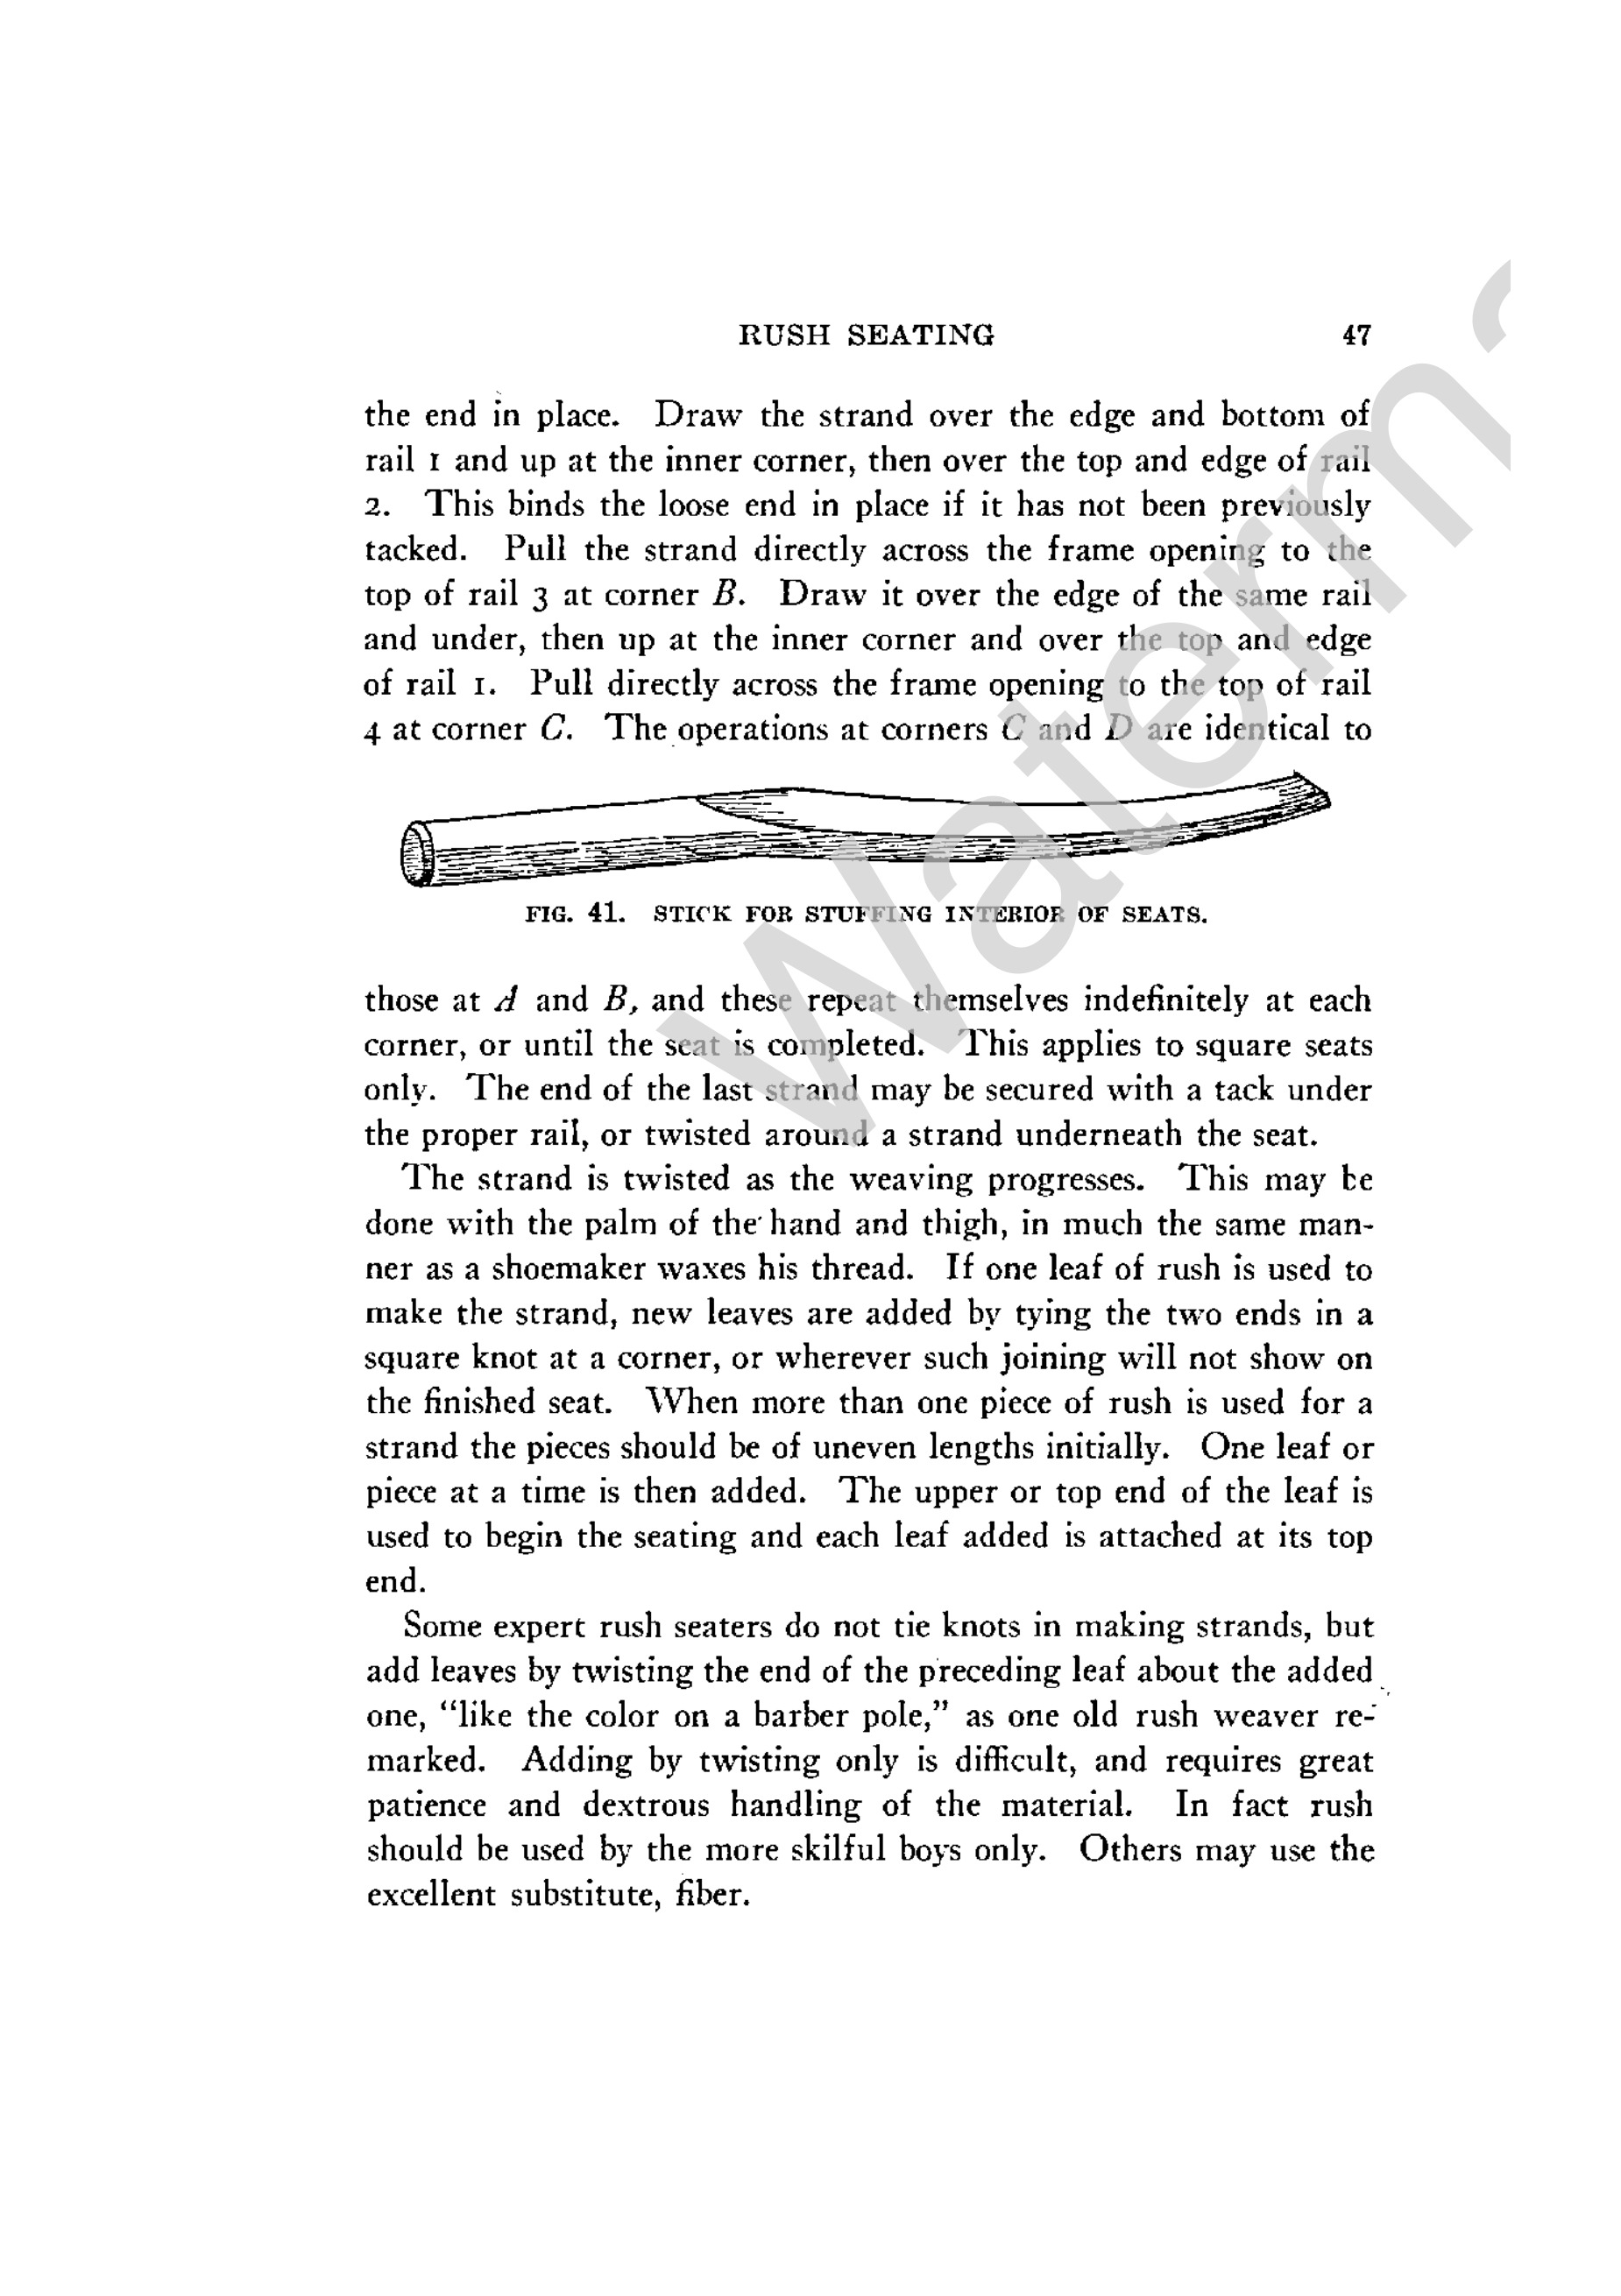 RUSH SEATING 47
the end in place. Draw the strand over the edge and bottom of
rail 1 and up at the inner corner, then over the top and edge of rail
2. This binds the loose end in place if it has not been previously
tacked. Pull the strand directly across the frame opening to the
top of rail 3 at corner B. Draw it over the edge of the same rail
and under, then up at the inner corner and over the top and edge
of rail 1. Pull directly across the frame opening to the top of rail
4 at corner C. The operations at corners C and D are identical to
FIG. 41. STICK FOR STUFFING INTERIOR OF SEATS.
those at A and B, and these repeat themselves indefinitely at each
corner, or until the seat is completed. This applies to square seats
only. The end of the last strand may be secured with a tack under
the proper rail, or twisted around a strand underneath the seat.
The strand is twisted as the weaving progresses. This may be
done with the palm of the hand and thigh, in much the same man-
ner as a shoemaker waxes his thread. If one leaf of rush is used to
make the strand, new leaves are added by tying the two ends in a
square knot at a corner, or wherever such joining will not show on
the finished seat. When more than one piece of rush is used for a
strand the pieces should be of uneven lengths initially. One leaf or
piece at a time is then added. The upper or top end of the leaf is
used to begin the seating and each leaf added is attached at its top
end.
Some expert rush seaters do not tie knots in making strands, but
add leaves by twisting the end of the preceding leaf about the added
one, "like the color on a barber pole," as one old rush weaver re-
marked. Adding by twisting only is difficult, and requires great
patience and dextrous handling of the material. In fact rush
should be used by the more skilful boys only. Others may use the
excellent substitute, fiber.
Waterma